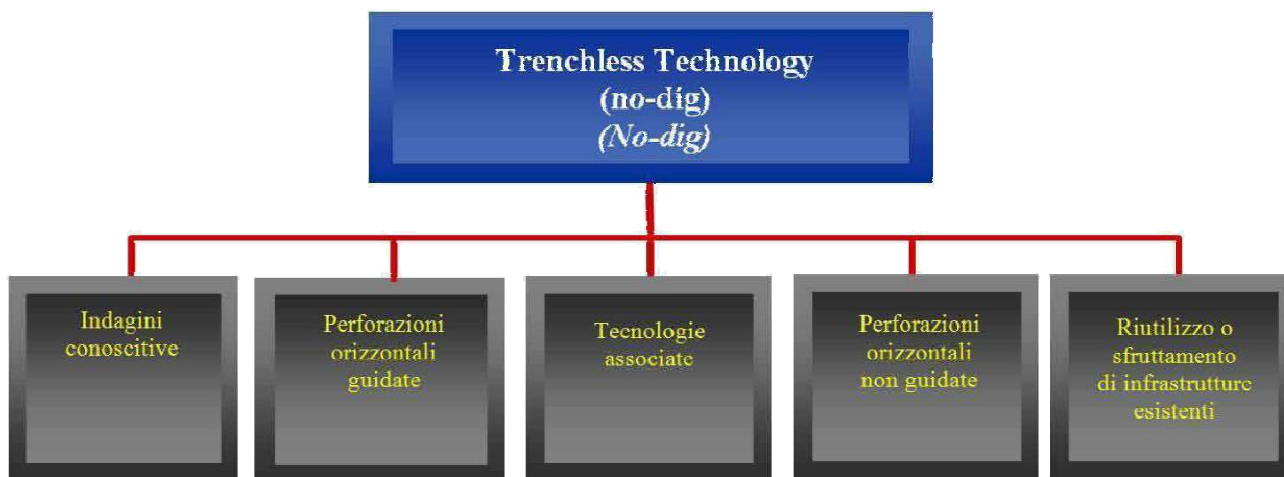 Trenchless Technology
(no-dig)
(No-dig)
Indagini
conoscitive
Perforazioni
orizzontali
guidate
Tecnologie
associate
Perforazioni
orizzontali
non guidate
Riutilizzo o
sfruttamento
di infrastrutture
esistenti